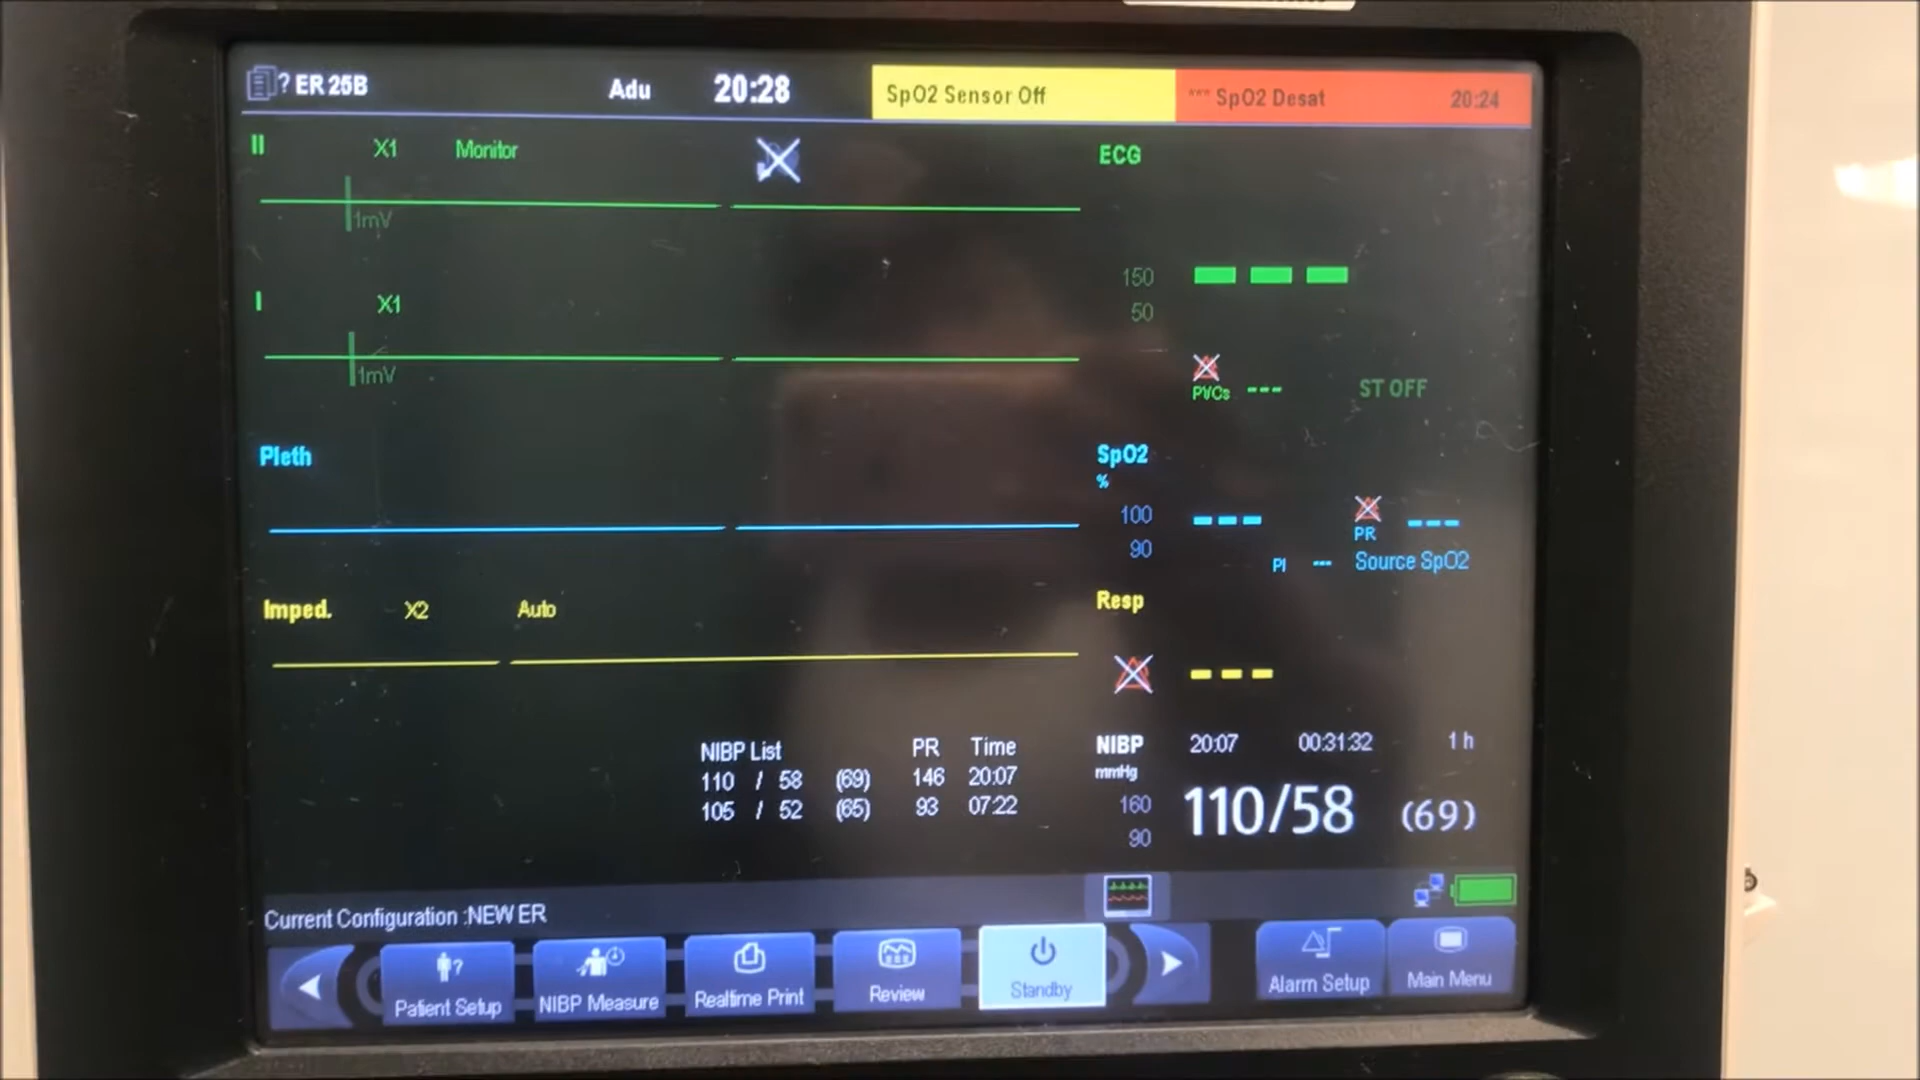 ? ER 25B Adu 20:28 SpO2 Sensor Off *** SpO2 Desat 20:24
II X1 Monitor ECG
1mV
150 ---
50
I X1
1mV
PVCs --- ST OFF
Pleth SpO2
%
100 --- PR ---
90 PI --- Source SpO2
Imped. X2 Auto Resp
---
NIBP List PR Time
110 / 58 (69) 146 20:07
105 / 52 (65) 93 07:22
NIBP 20:07 00:31:32 1 h
mmHg
160 110/58 (69)
90
Current Configuration :NEW ER
Patient Setup NIBP Measure Realtime Print Review Standby Alarm Setup Main Menu